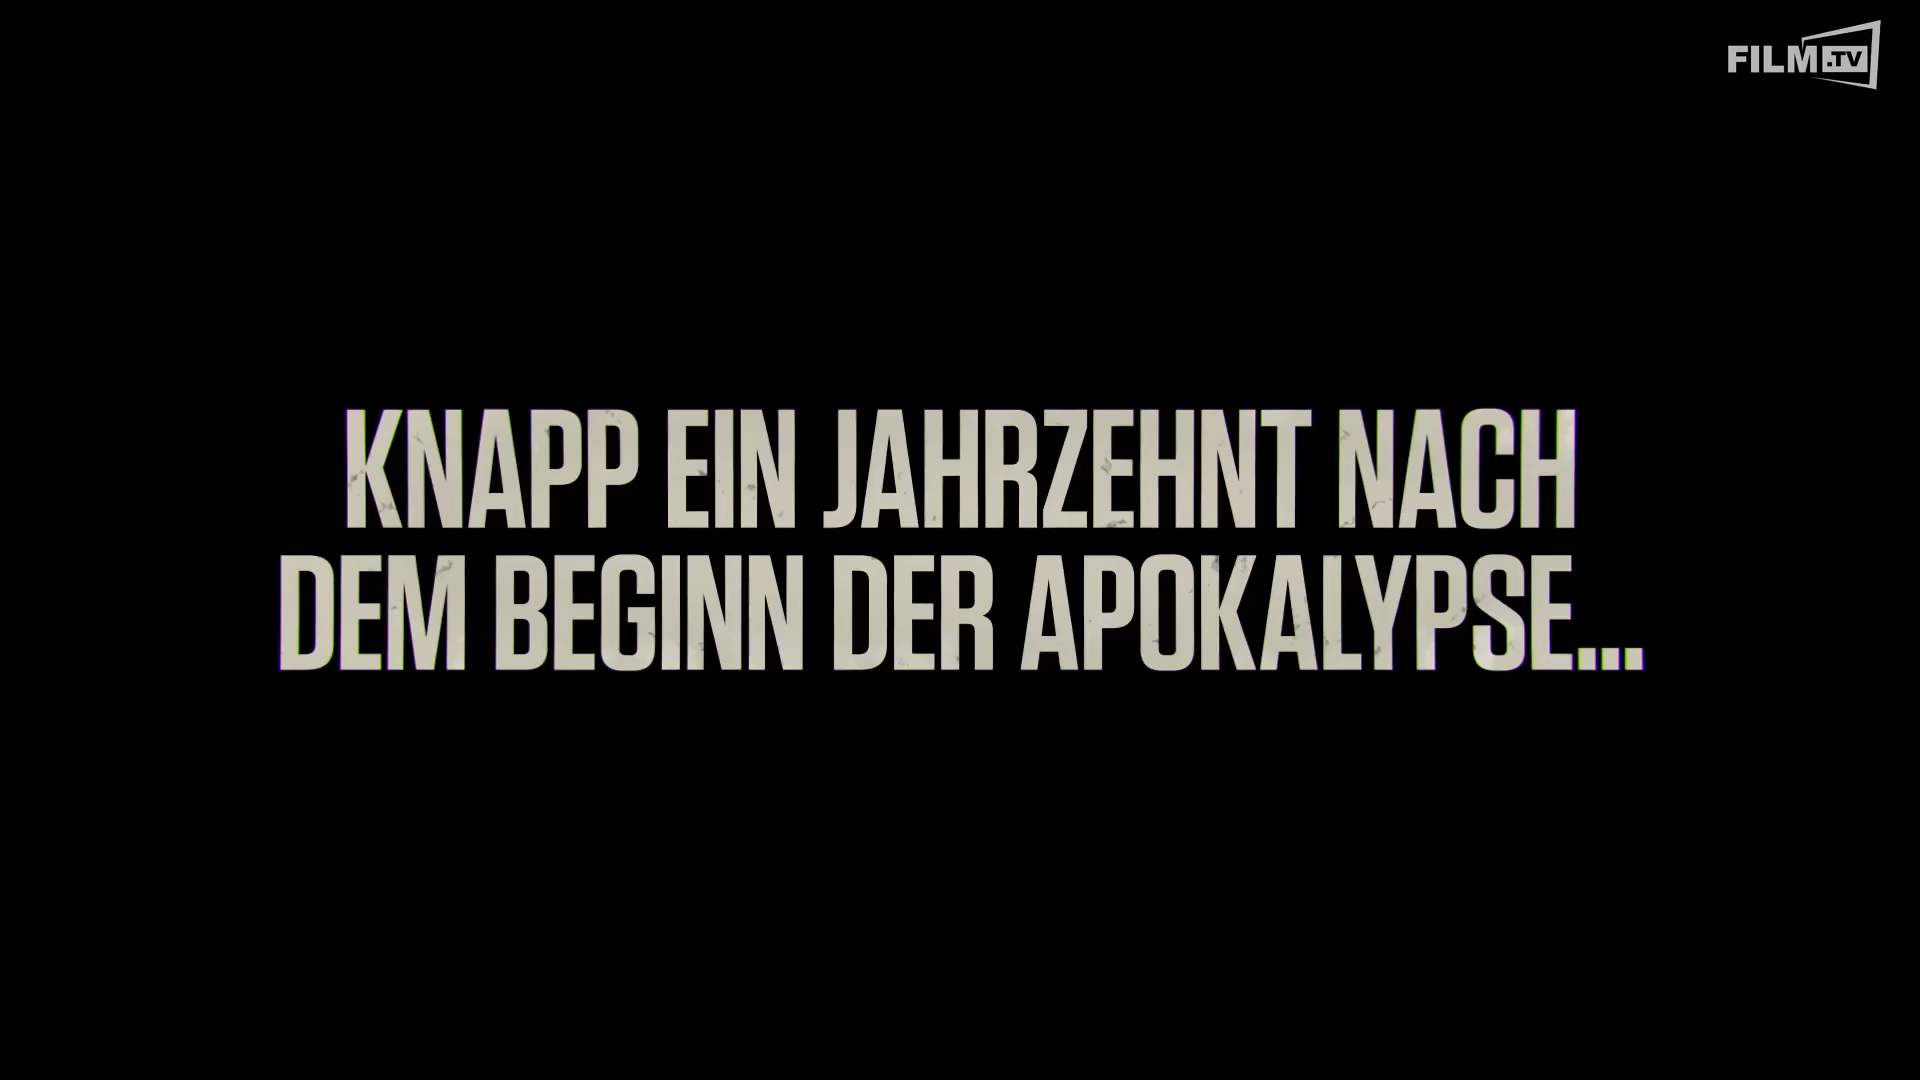 FILM.TV
KNAPP EIN JAHRZEHNT NACH
DEM BEGINN DER APOKALYPSE...